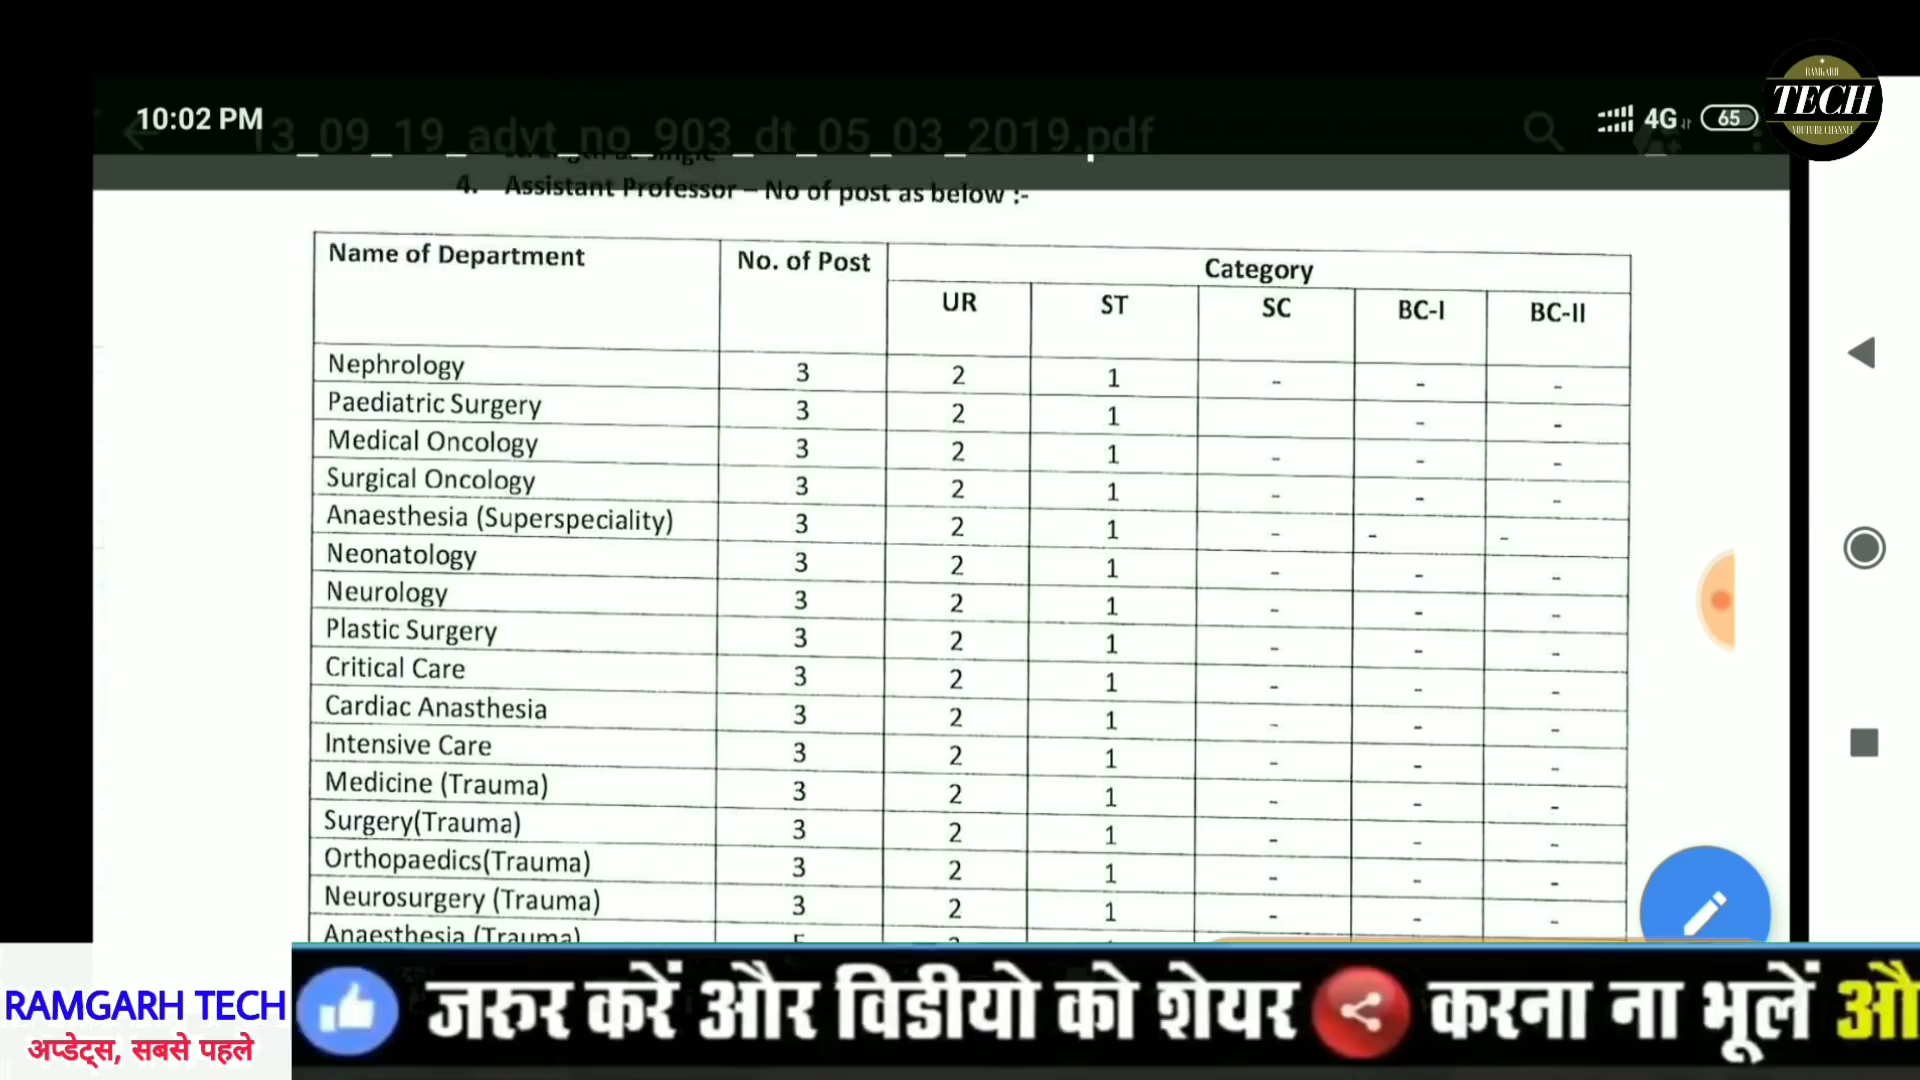 10:02 PM
4G 65
RAMGARH
TECH
YOUTUBE CHANNEL
13_09_19_advt_no_903_dt_05_03_2019.pdf
4. Assistant Professor – No of post as below :-
Name of Department No. of Post Category
UR ST SC BC-I BC-II
Nephrology 3 2 1 - - -
Paediatric Surgery 3 2 1 - -
Medical Oncology 3 2 1 - - -
Surgical Oncology 3 2 1 - - -
Anaesthesia (Superspeciality) 3 2 1 - - -
Neonatology 3 2 1 - - -
Neurology 3 2 1 - - -
Plastic Surgery 3 2 1 - - -
Critical Care 3 2 1 - - -
Cardiac Anasthesia 3 2 1 - - -
Intensive Care 3 2 1 - - -
Medicine (Trauma) 3 2 1 - - -
Surgery(Trauma) 3 2 1 - - -
Orthopaedics(Trauma) 3 2 1 - - -
Neurosurgery (Trauma) 3 2 1 - - -
Anaesthesia (Trauma)
RAMGARH TECH
अप्डेट्स, सबसे पहले
जरुर करें और विडीयो को शेयर करना ना भूलें औ